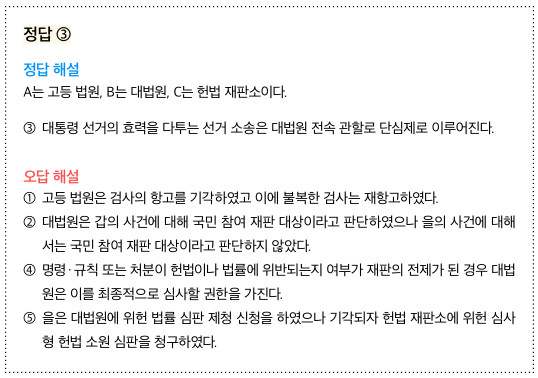 정답 ③
정답 해설
A는 고등 법원, B는 대법원, C는 헌법 재판소이다.
③ 대통령 선거의 효력을 다투는 선거 소송은 대법원 전속 관할로 단심제로 이루어진다.
오답 해설
① 고등 법원은 검사의 항고를 기각하였고 이에 불복한 검사는 재항고하였다.
② 대법원은 갑의 사건에 대해 국민 참여 재판 대상이라고 판단하였으나 을의 사건에 대해
서는 국민 참여 재판 대상이라고 판단하지 않았다.
④ 명령·규칙 또는 처분이 헌법이나 법률에 위반되는지 여부가 재판의 전제가 된 경우 대법
원은 이를 최종적으로 심사할 권한을 가진다.
⑤ 을은 대법원에 위헌 법률 심판 제청 신청을 하였으나 기각되자 헌법 재판소에 위헌 심사
형 헌법 소원 심판을 청구하였다.